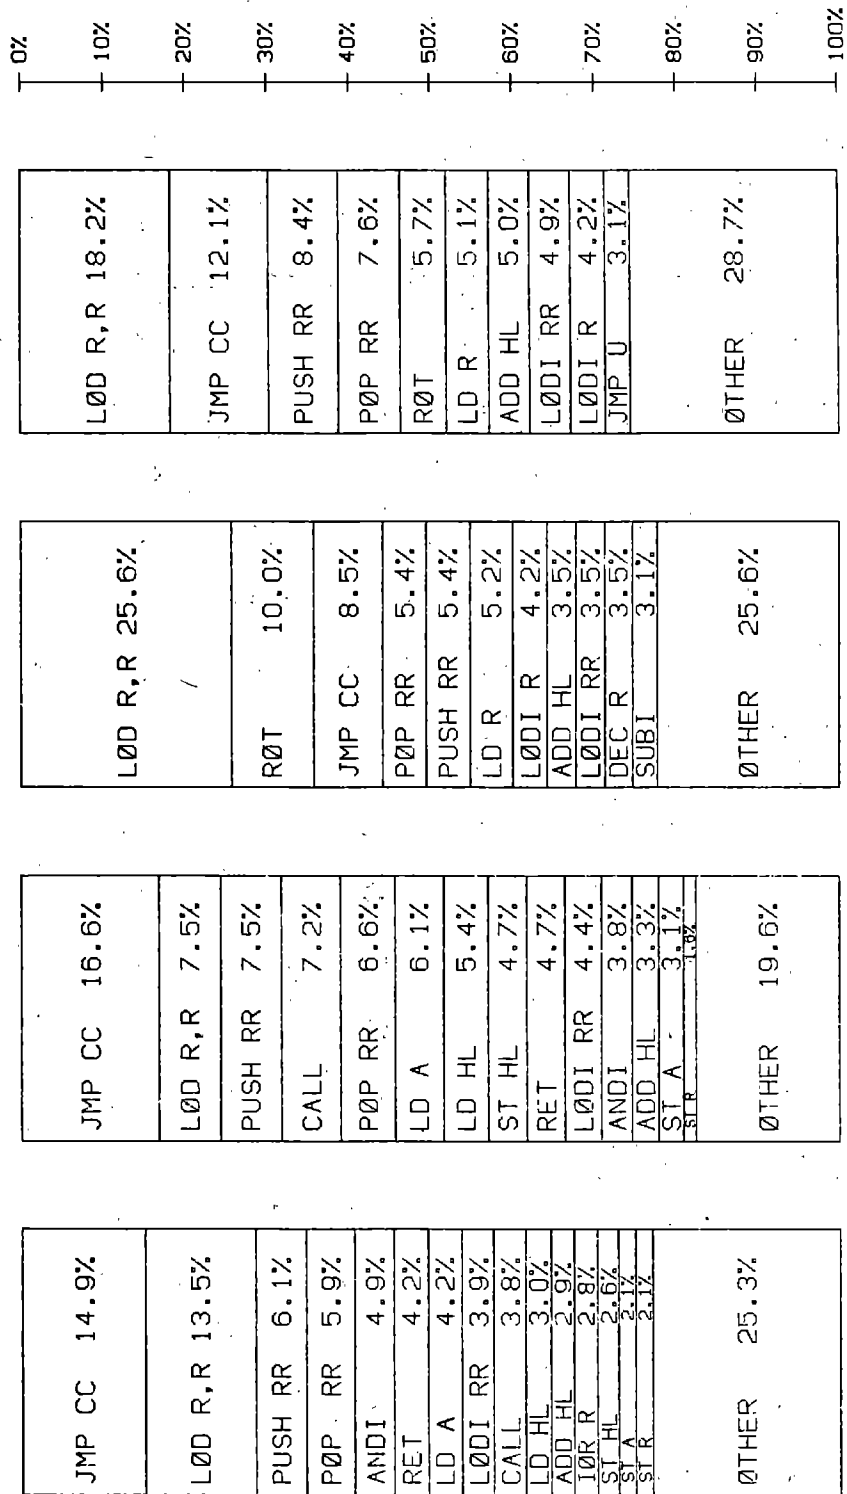 0%
10%
20%
30%
40%
50%
60%
70%
80%
90%
100%
LØD R,R 18.2%
JMP CC 12.1%
PUSH RR 8.4%
PØP RR 7.6%
RØT 5.7%
LD R 5.1%
ADD HL 5.0%
LØDI RR 4.9%
LØDI R 4.2%
JMP U 3.1%
ØTHER 28.7%
LØD R,R 25.6%
RØT 10.0%
JMP CC 8.5%
PØP RR 5.4%
PUSH RR 5.4%
LD R 5.2%
LØDI R 4.2%
ADD HL 3.5%
LØDI RR 3.5%
DEC R 3.5%
SUBI 3.1%
ØTHER 25.6%
JMP CC 16.6%
LØD R,R 7.5%
PUSH RR 7.5%
CALL 7.2%
PØP RR 6.6%
LD A 6.1%
LD HL 5.4%
ST HL 4.7%
RET 4.7%
LØDI RR 4.4%
ANDI 3.8%
ADD HL 3.3%
ST A 3.1%
ST R
ØTHER 19.6%
JMP CC 14.9%
LØD R,R 13.5%
PUSH RR 6.1%
PØP RR 5.9%
ANDI 4.9%
RET 4.2%
LD A 4.2%
LØDI RR 3.9%
CALL 3.8%
LD HL 3.0%
ADD HL 2.9%
IØR R 2.8%
ST HL 2.6%
ST A 2.1%
ST R 2.1%
ØTHER 25.3%